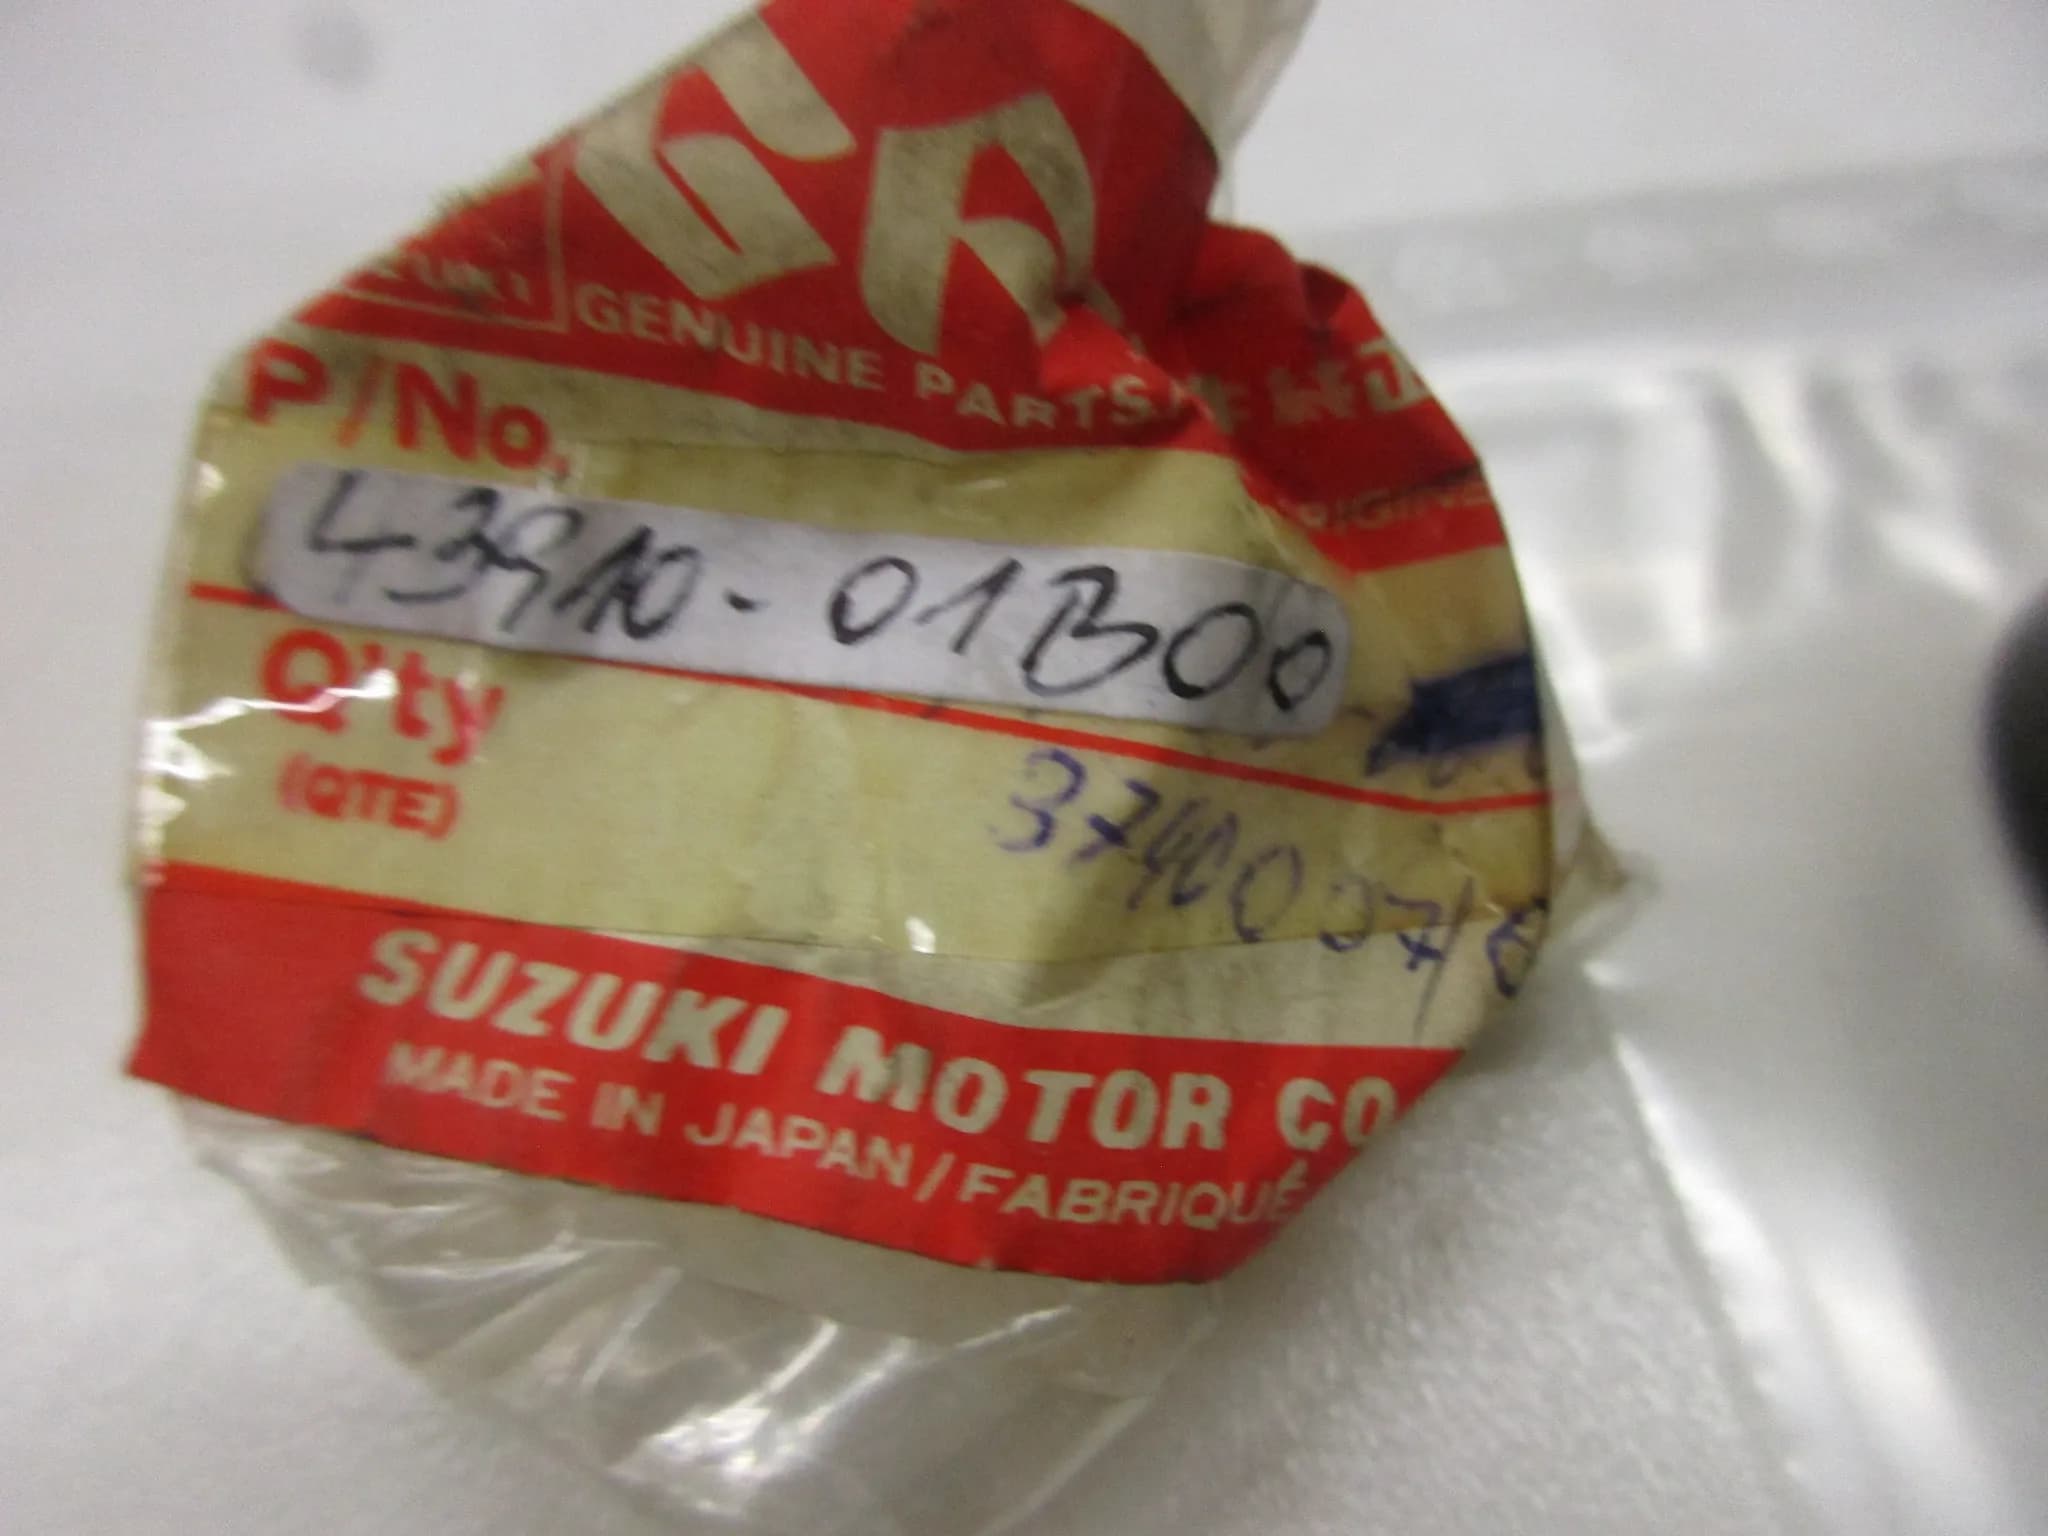 GENUINE PARTS
P/No.
43910-01B00
Q'ty
(QTE)
SUZUKI MOTOR CO.
MADE IN JAPAN/FABRIQUÉ